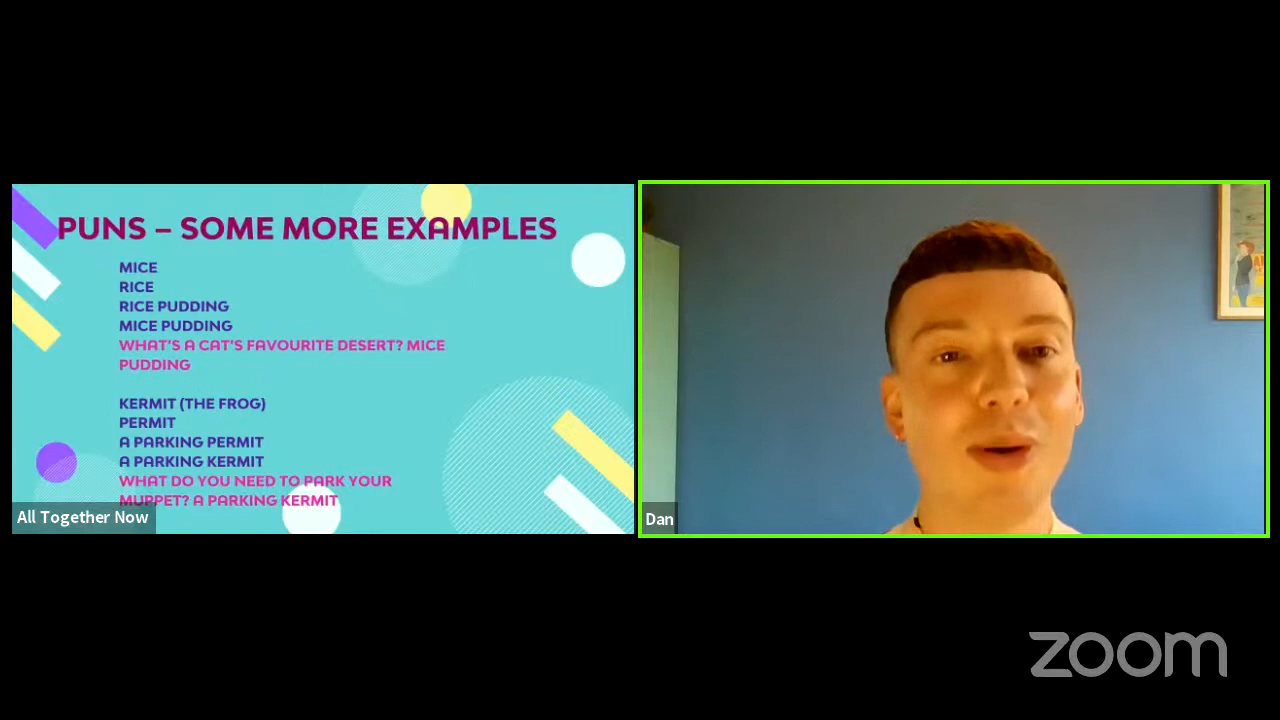 PUNS – SOME MORE EXAMPLES
MICE
RICE
RICE PUDDING
MICE PUDDING
WHAT'S A CAT'S FAVOURITE DESERT? MICE
PUDDING
KERMIT (THE FROG)
PERMIT
A PARKING PERMIT
A PARKING KERMIT
WHAT DO YOU NEED TO PARK YOUR
MUPPET? A PARKING KERMIT
All Together Now
Dan
zoom